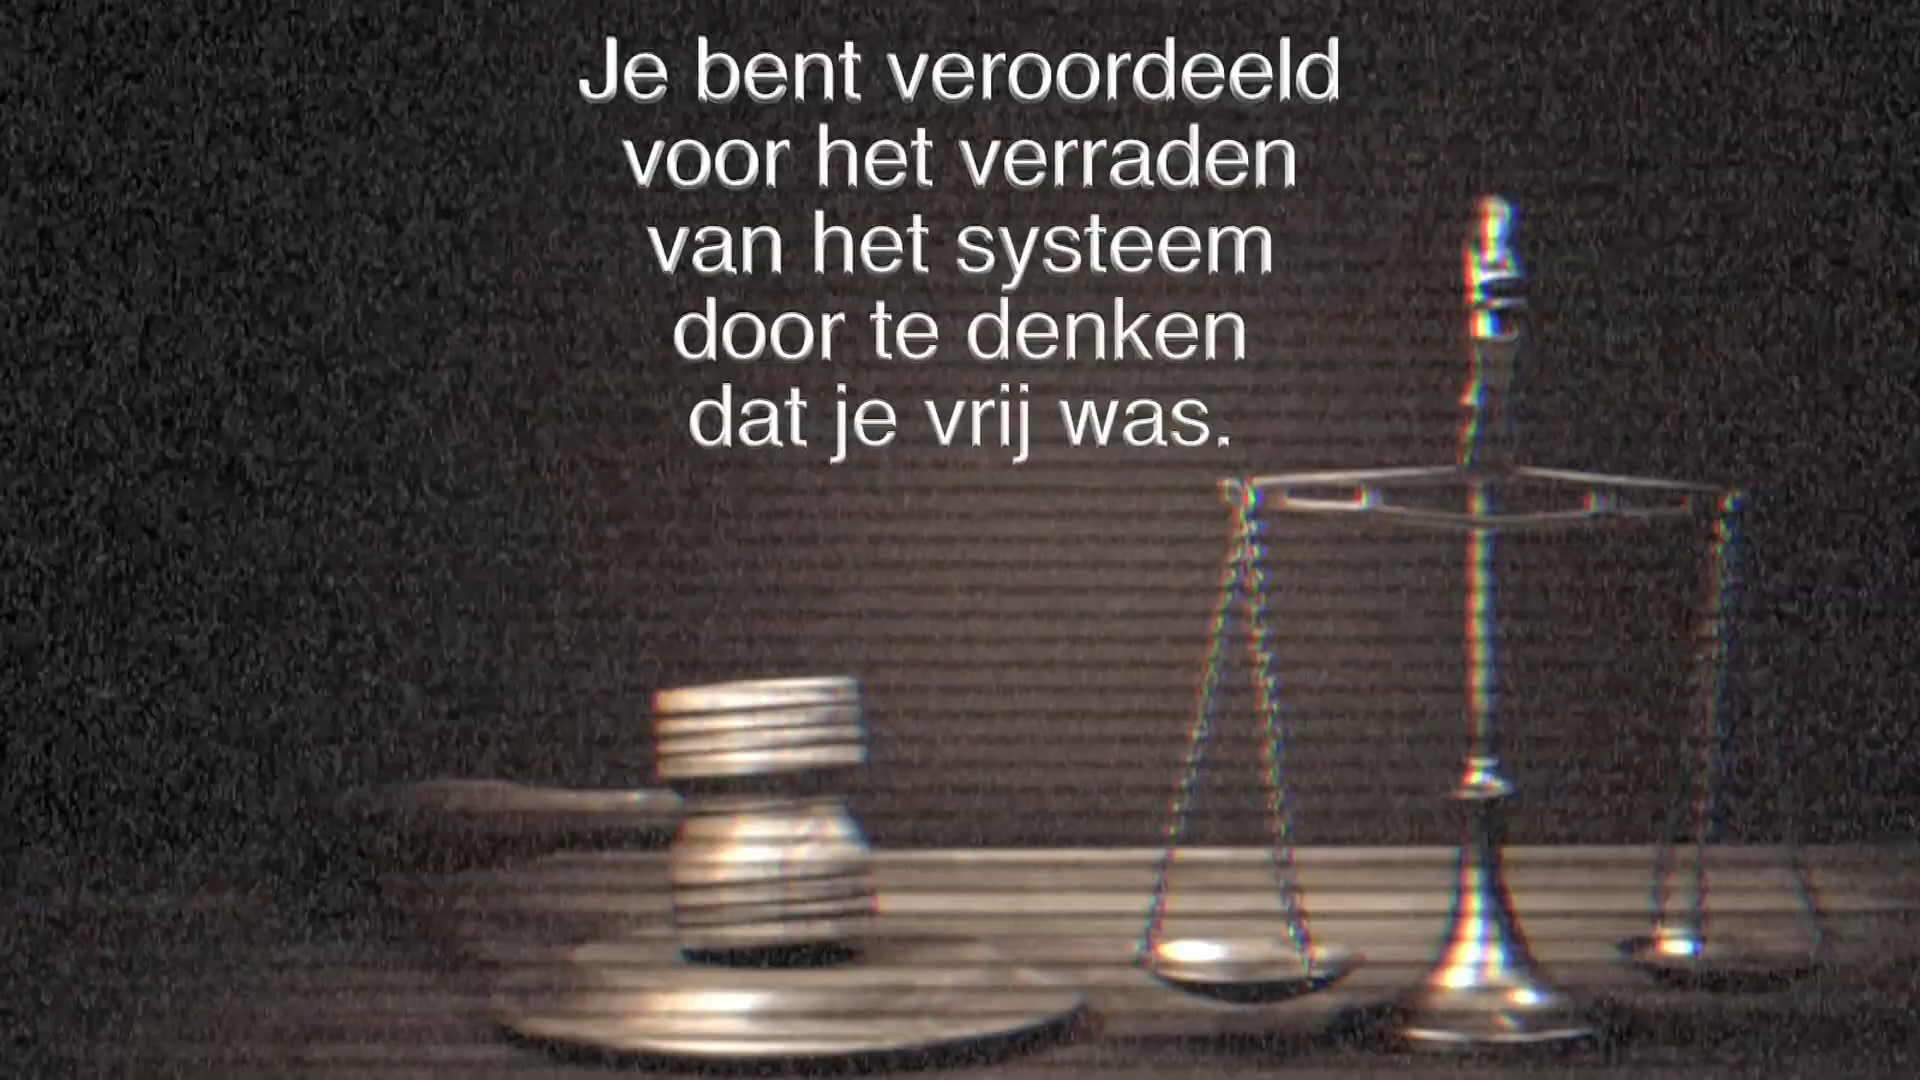 Je bent veroordeeld
voor het verraden
van het systeem
door te denken
dat je vrij was.